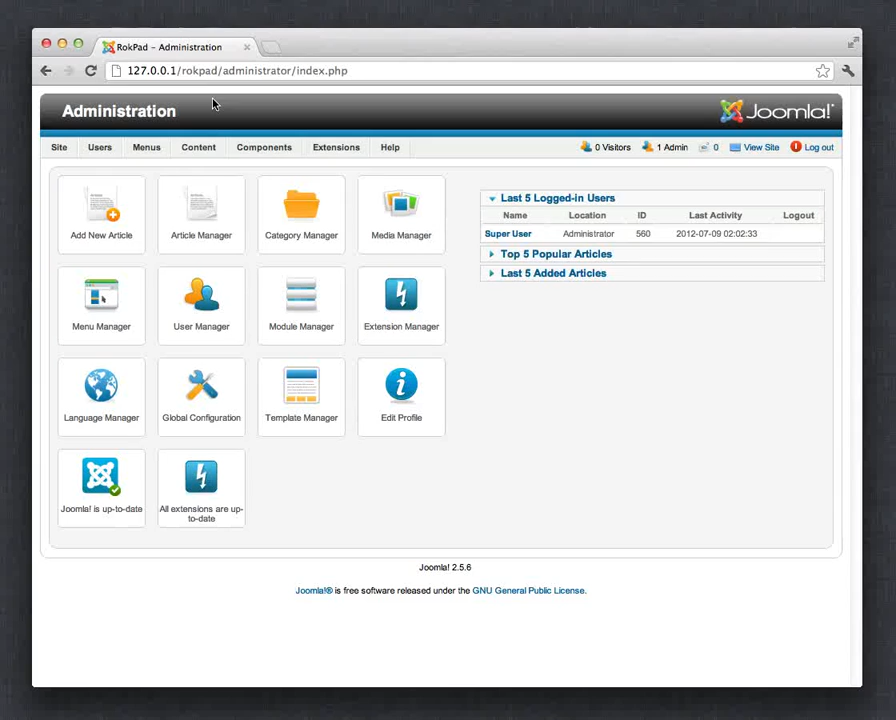 RokPad - Administration
127.0.0.1/rokpad/administrator/index.php
Administration
Joomla!®
Site Users Menus Content Components Extensions Help
0 Visitors 1 Admin 0 View Site Log out
Add New Article
Article Manager
Category Manager
Media Manager
Last 5 Logged-in Users
Name Location ID Last Activity Logout
Super User Administrator 560 2012-07-09 02:02:33
Top 5 Popular Articles
Last 5 Added Articles
Menu Manager
User Manager
Module Manager
Extension Manager
Language Manager
Global Configuration
Template Manager
Edit Profile
Joomla! is up-to-date
All extensions are up-
to-date
Joomla! 2.5.6
Joomla!® is free software released under the GNU General Public License.